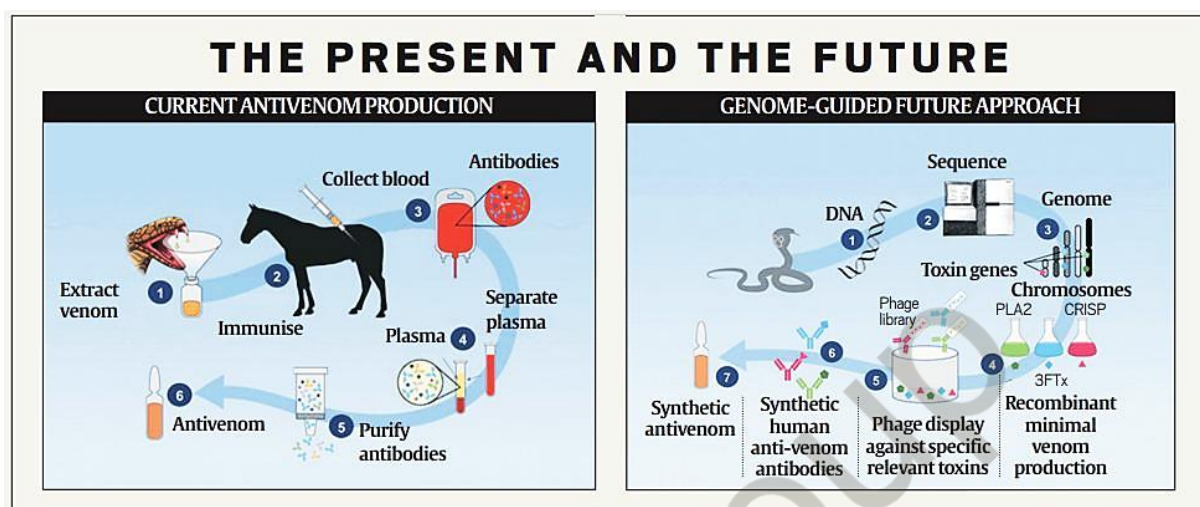 THE PRESENT AND THE FUTURE
CURRENT ANTIVENOM PRODUCTION
Extract
venom
1
2
Immunise
Collect blood
3
Antibodies
Separate
plasma
Plasma
4
5
Purify
antibodies
6
Antivenom
GENOME-GUIDED FUTURE APPROACH
DNA
1
Sequence
2
Genome
3
Toxin genes
Chromosomes
PLA2
CRISP
3FTx
4
Recombinant
minimal
venom
production
Phage
library
5
Phage display
against specific
relevant toxins
6
Synthetic
human
anti-venom
antibodies
7
Synthetic
antivenom